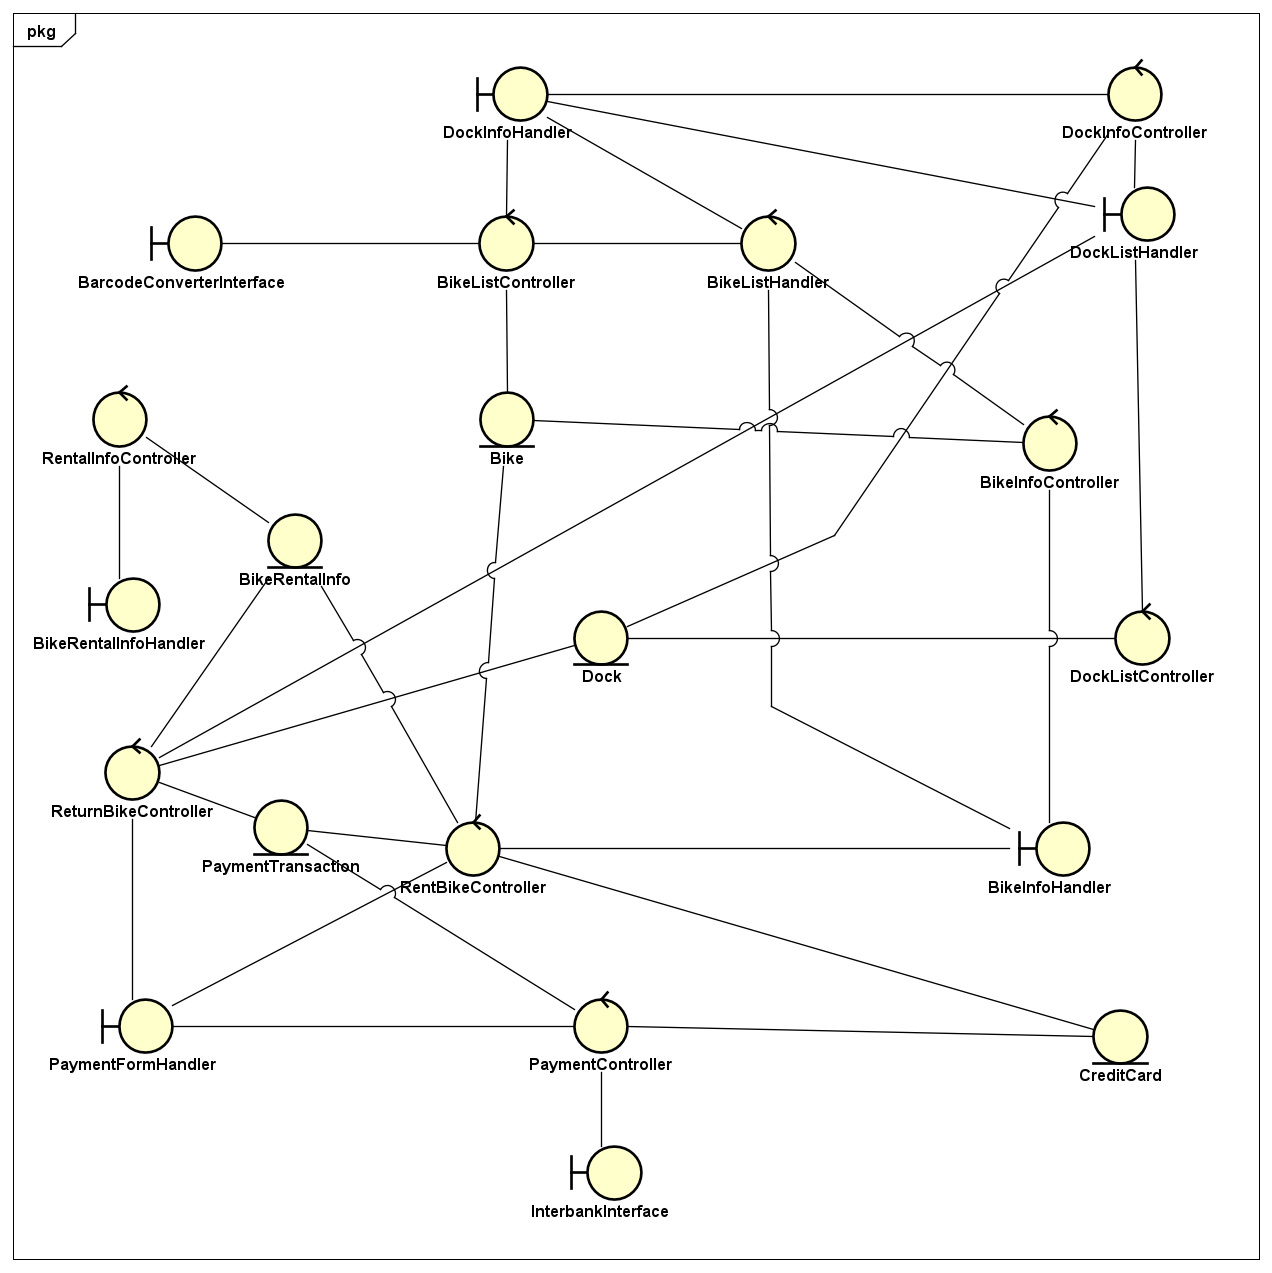 pkg
DockInfoHandler
DockInfoController
DockListHandler
BarcodeConverterInterface
BikeListController
BikeListHandler
RentalInfoController
Bike
BikeInfoController
BikeRentalInfo
BikeRentalInfoHandler
Dock
DockListController
ReturnBikeController
PaymentTransaction
RentBikeController
BikeInfoHandler
PaymentFormHandler
PaymentController
CreditCard
InterbankInterface